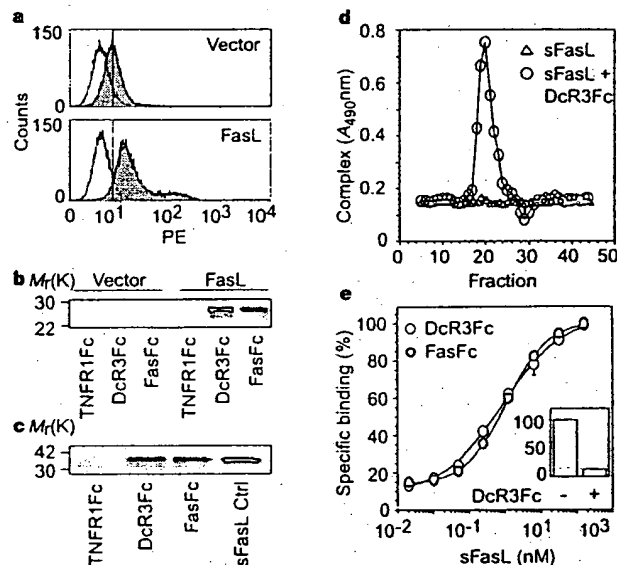 a
150
Vector
0
150
FasL
0
Counts
0 10¹ 10² 10⁴
PE
b Mr(K) Vector FasL
30
22
TNFR1Fc
DcR3Fc
FasFc
TNFR1Fc
DcR3Fc
FasFc
c Mr(K)
42
30
TNFR1Fc
DcR3Fc
FasFc
sFasL Ctrl
d
0.8
0.6
0.4
0.2
0
Complex (A490nm)
sFasL
sFasL +
DcR3Fc
0 10 20 30 40 50
Fraction
e
100
80
60
40
20
0
Specific binding (%)
DcR3Fc
FasFc
100
50
0
DcR3Fc - +
10⁻² 10⁻¹ 10¹ 10³
sFasL (nM)